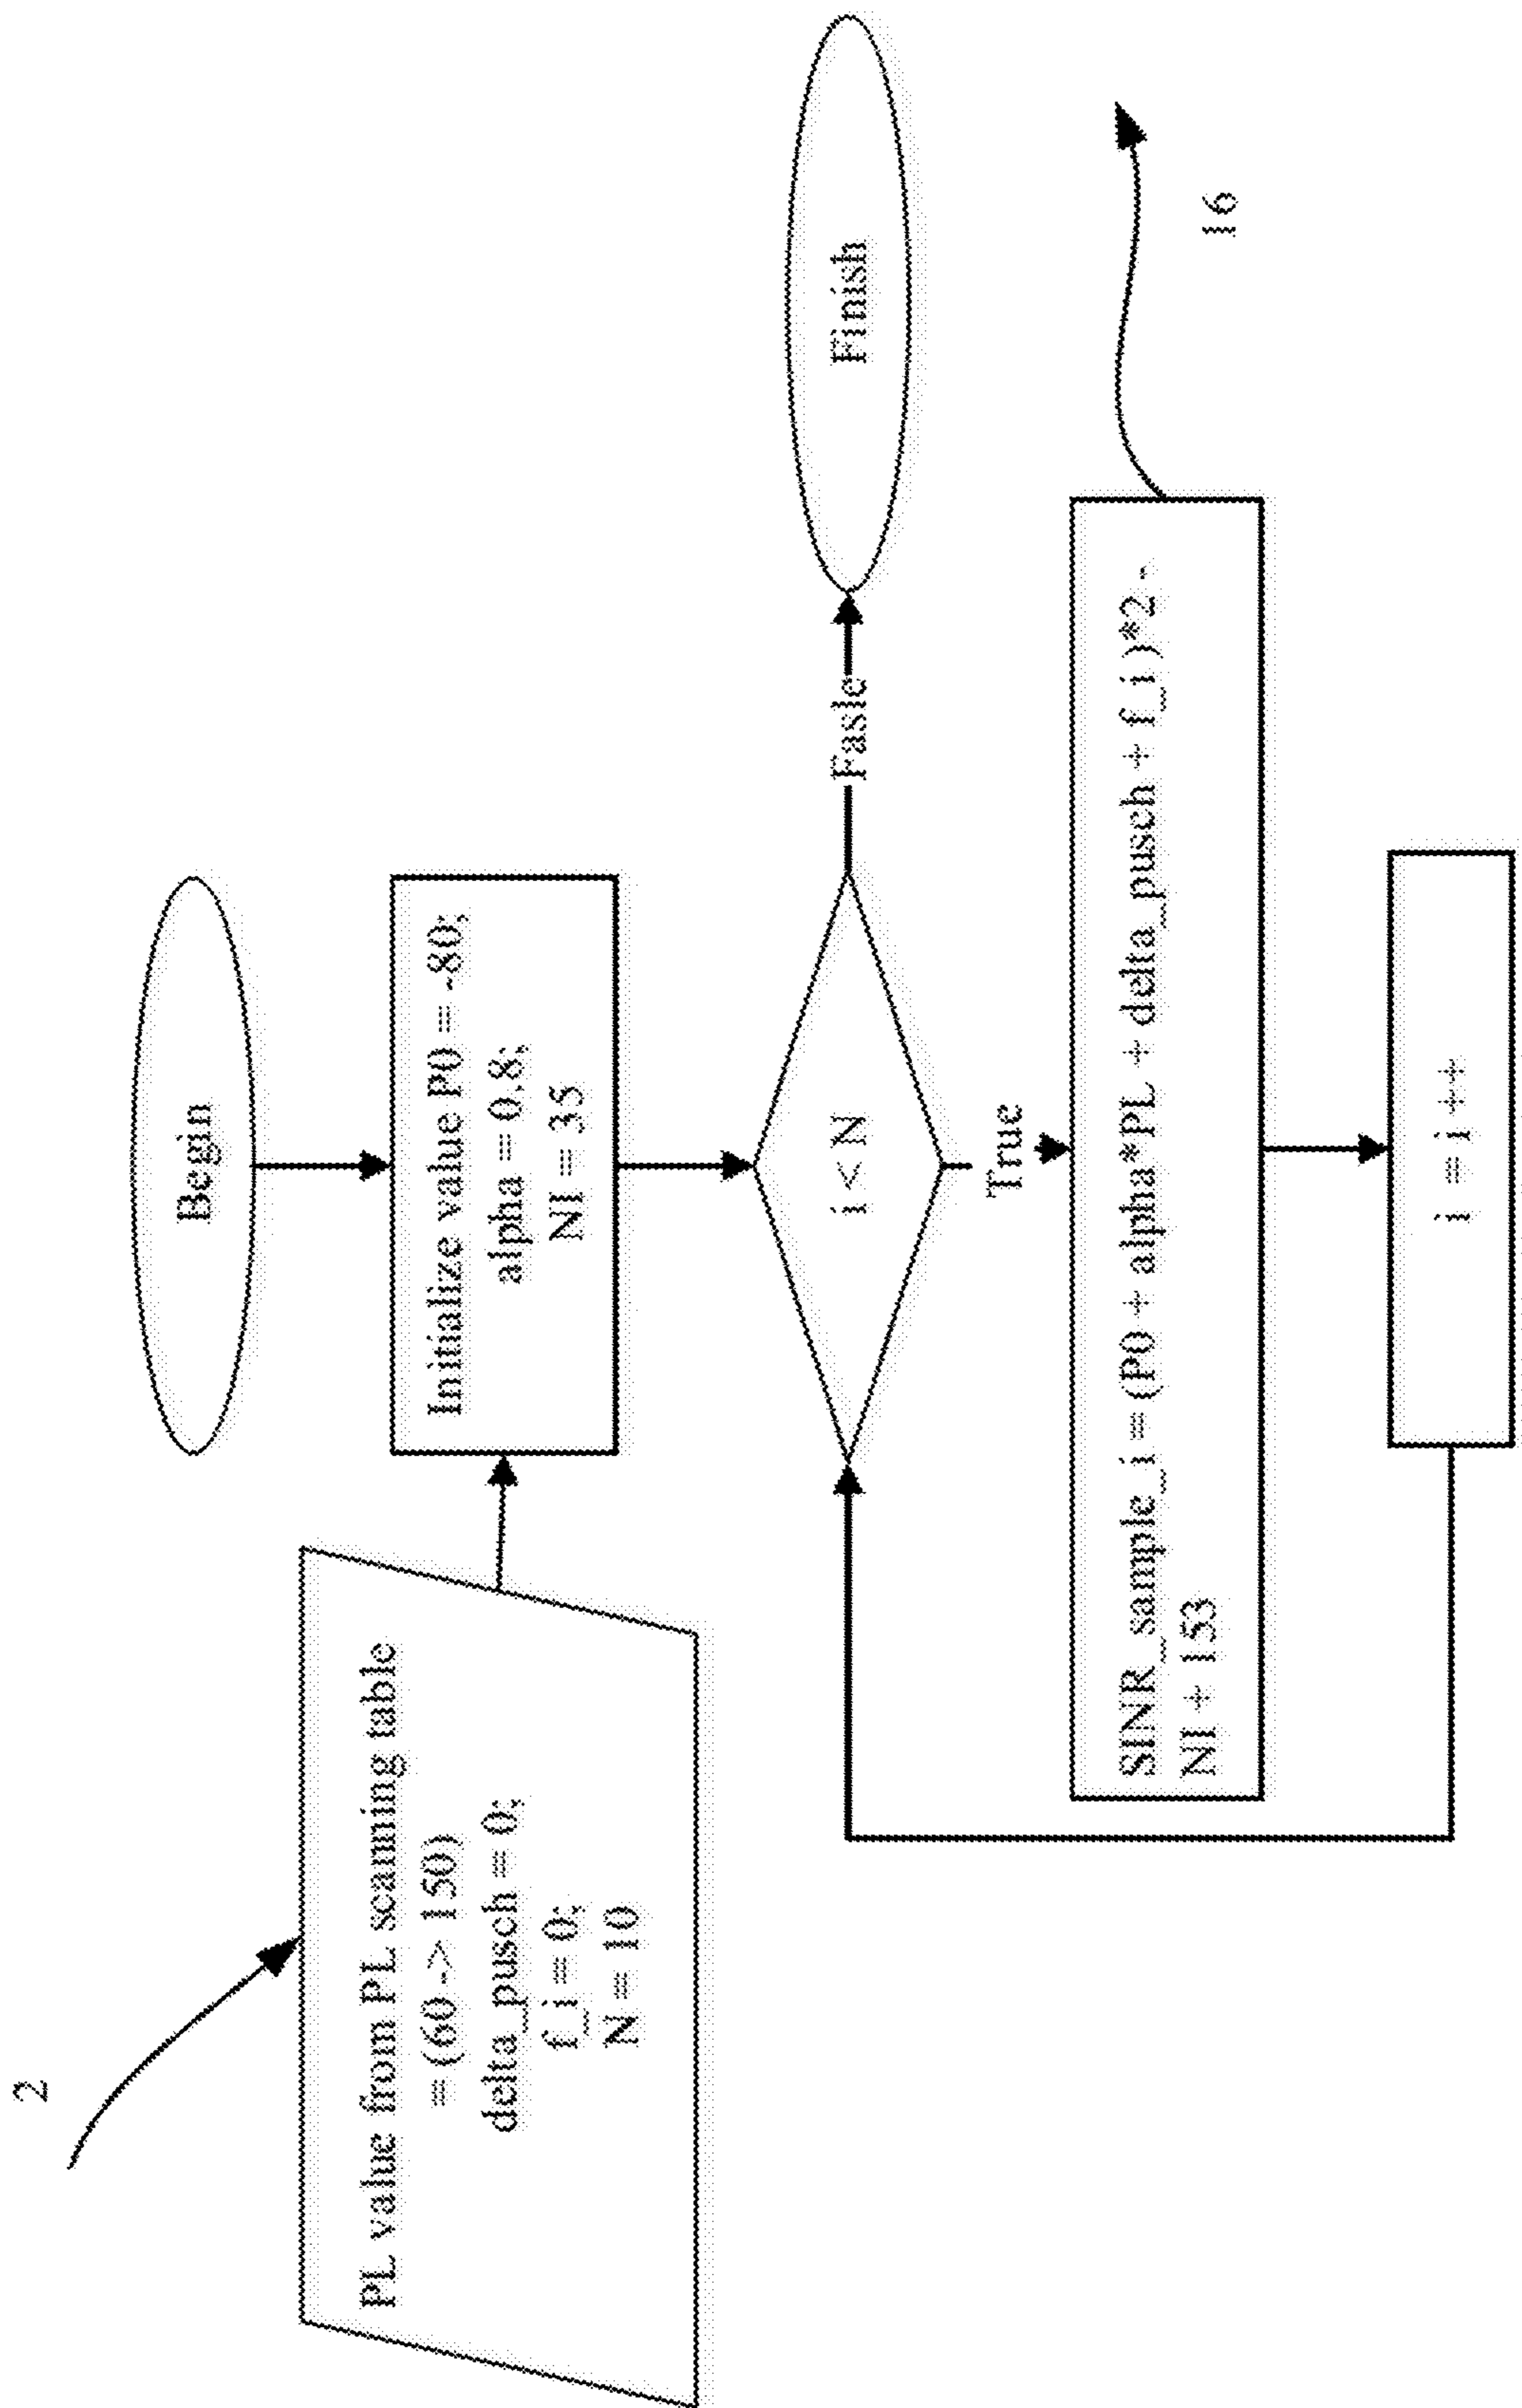 2
Begin
PL value from PL scanning table
= (60 -> 150)
delta_pusch = 0;
f_i = 0;
N = 10
Initialize value P0 = -80;
alpha = 0.8;
NI = 35
i < N
Fasle
Finish
True
SINR_sample_i = (P0 + alpha*PL + delta_pusch + f_i )*2 -
NI + 153
16
i = i ++